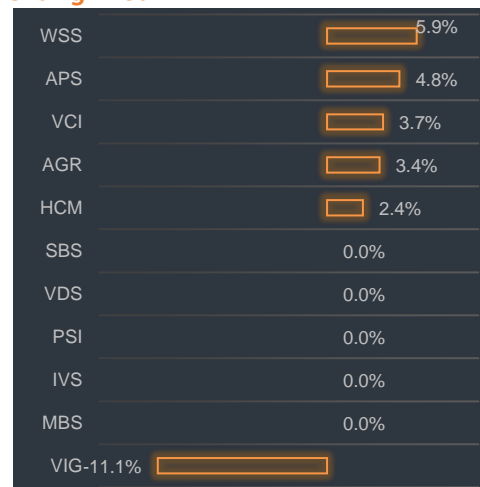 WSS 5.9%
APS 4.8%
VCI 3.7%
AGR 3.4%
HCM 2.4%
SBS 0.0%
VDS 0.0%
PSI 0.0%
IVS 0.0%
MBS 0.0%
VIG -11.1%